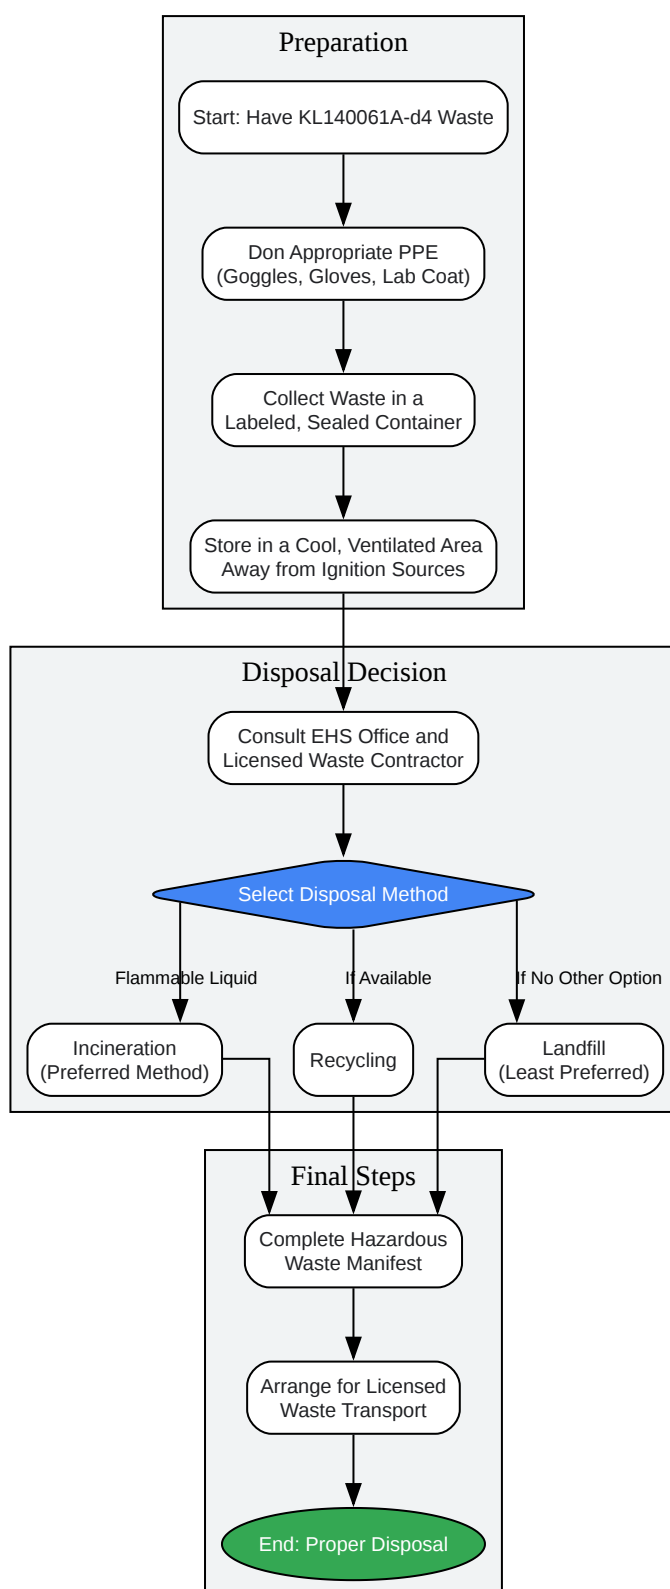 Preparation
Start: Have KL140061A-d4 Waste
Don Appropriate PPE
(Goggles, Gloves, Lab Coat)
Collect Waste in a
Labeled, Sealed Container
Store in a Cool, Ventilated Area
Away from Ignition Sources
Disposal Decision
Consult EHS Office and
Licensed Waste Contractor
Select Disposal Method
Flammable Liquid
If Available
If No Other Option
Incineration
(Preferred Method)
Recycling
Landfill
(Least Preferred)
Final Steps
Complete Hazardous
Waste Manifest
Arrange for Licensed
Waste Transport
End: Proper Disposal